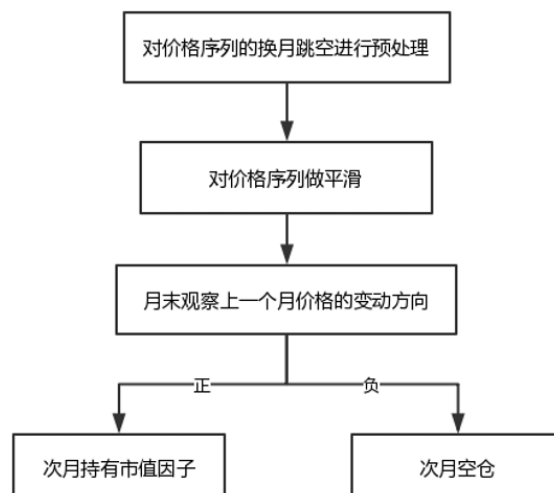 对价格序列的换月跳空进行预处理
对价格序列做平滑
月末观察上一个月价格的变动方向
正
负
次月持有市值因子
次月空仓